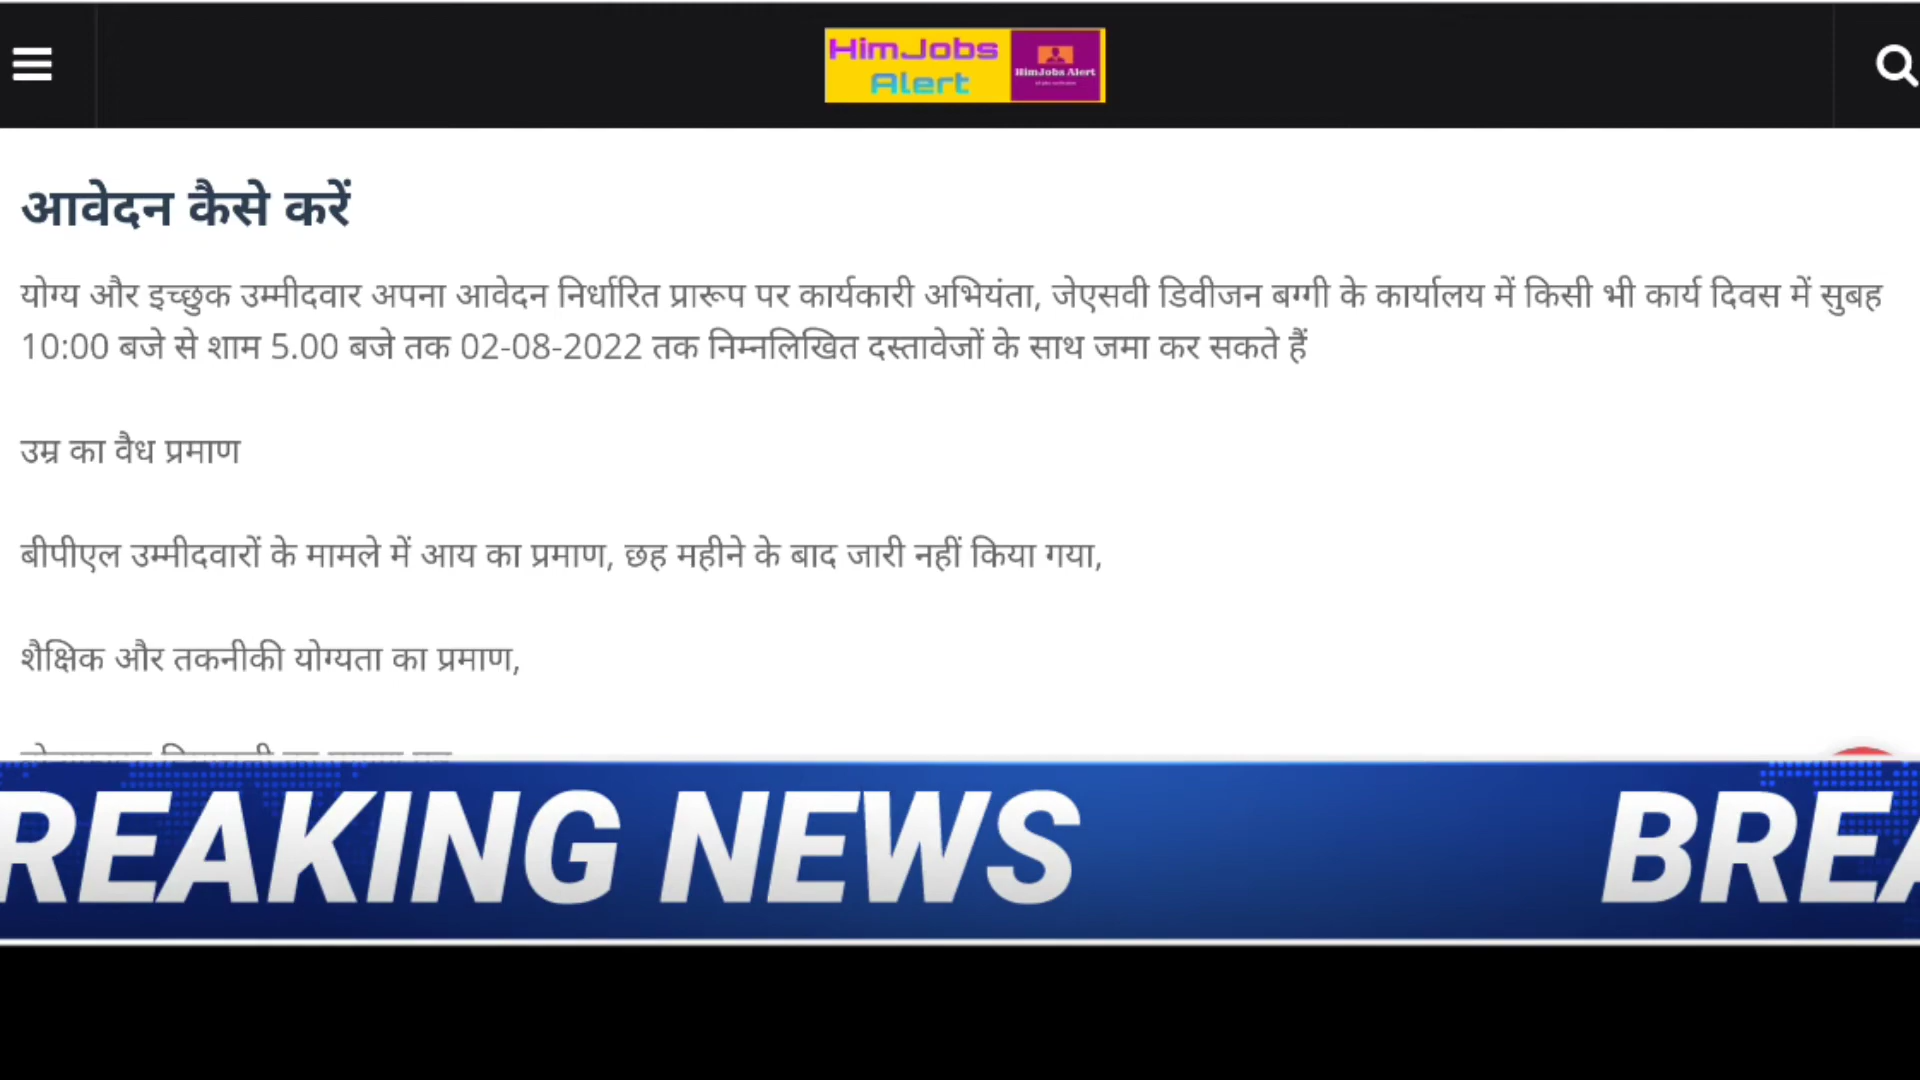 HimJobs
Alert
HimJobs Alert
आवेदन कैसे करें
योग्य और इच्छुक उम्मीदवार अपना आवेदन निर्धारित प्रारूप पर कार्यकारी अभियंता, जेएसवी डिवीजन बग्गी के कार्यालय में किसी भी कार्य दिवस में सुबह
10:00 बजे से शाम 5.00 बजे तक 02-08-2022 तक निम्नलिखित दस्तावेजों के साथ जमा कर सकते हैं
उम्र का वैध प्रमाण
बीपीएल उम्मीदवारों के मामले में आय का प्रमाण, छह महीने के बाद जारी नहीं किया गया,
शैक्षिक और तकनीकी योग्यता का प्रमाण,
REAKING NEWS BREA